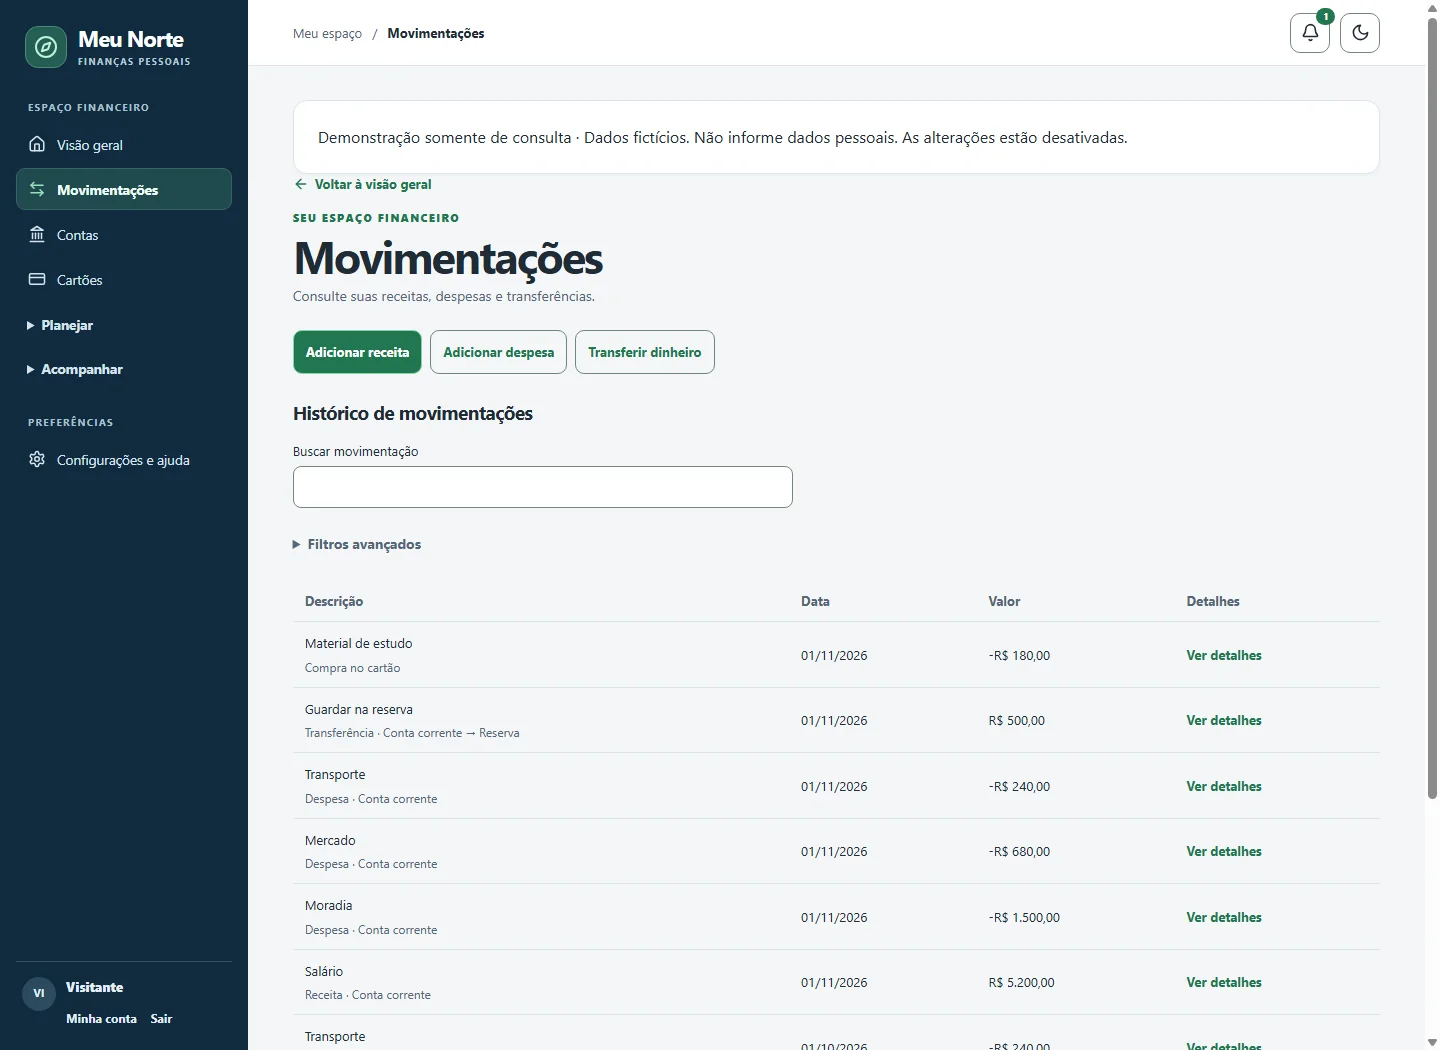 Meu Norte
FINANÇAS PESSOAIS
ESPAÇO FINANCEIRO
Visão geral
Movimentações
Contas
Cartões
Planejar
Acompanhar
PREFERÊNCIAS
Configurações e ajuda
VI
Visitante
Minha conta Sair
Meu espaço / Movimentações
1
Demonstração somente de consulta · Dados fictícios. Não informe dados pessoais. As alterações estão desativadas.
← Voltar à visão geral
SEU ESPAÇO FINANCEIRO
Movimentações
Consulte suas receitas, despesas e transferências.
Adicionar receita Adicionar despesa Transferir dinheiro
Histórico de movimentações
Buscar movimentação
Filtros avançados
Descrição Data Valor Detalhes
Material de estudo
Compra no cartão
01/11/2026 -R$ 180,00 Ver detalhes
Guardar na reserva
Transferência · Conta corrente → Reserva
01/11/2026 R$ 500,00 Ver detalhes
Transporte
Despesa · Conta corrente
01/11/2026 -R$ 240,00 Ver detalhes
Mercado
Despesa · Conta corrente
01/11/2026 -R$ 680,00 Ver detalhes
Moradia
Despesa · Conta corrente
01/11/2026 -R$ 1.500,00 Ver detalhes
Salário
Receita · Conta corrente
01/11/2026 R$ 5.200,00 Ver detalhes
Transporte
01/10/2026 -R$ 240,00 Ver detalhes